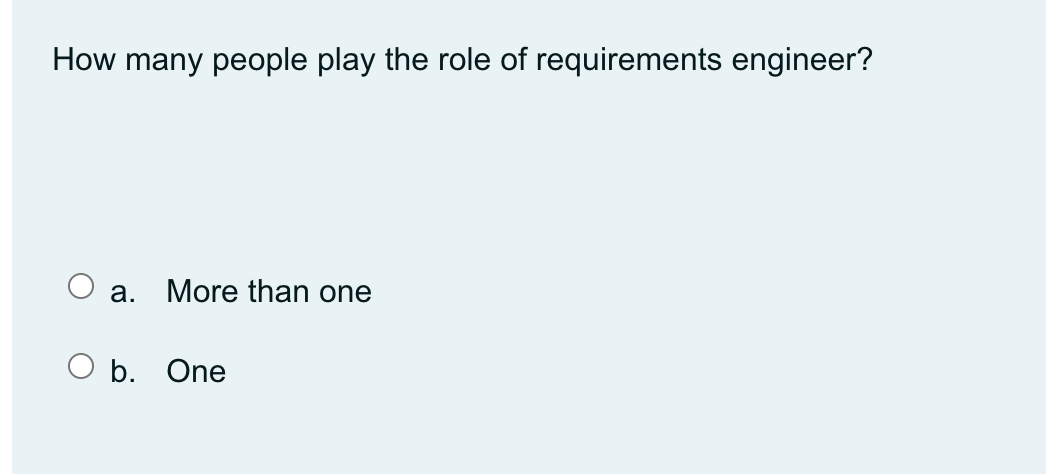 How many people play the role of requirements engineer?
a. More than one
b. One